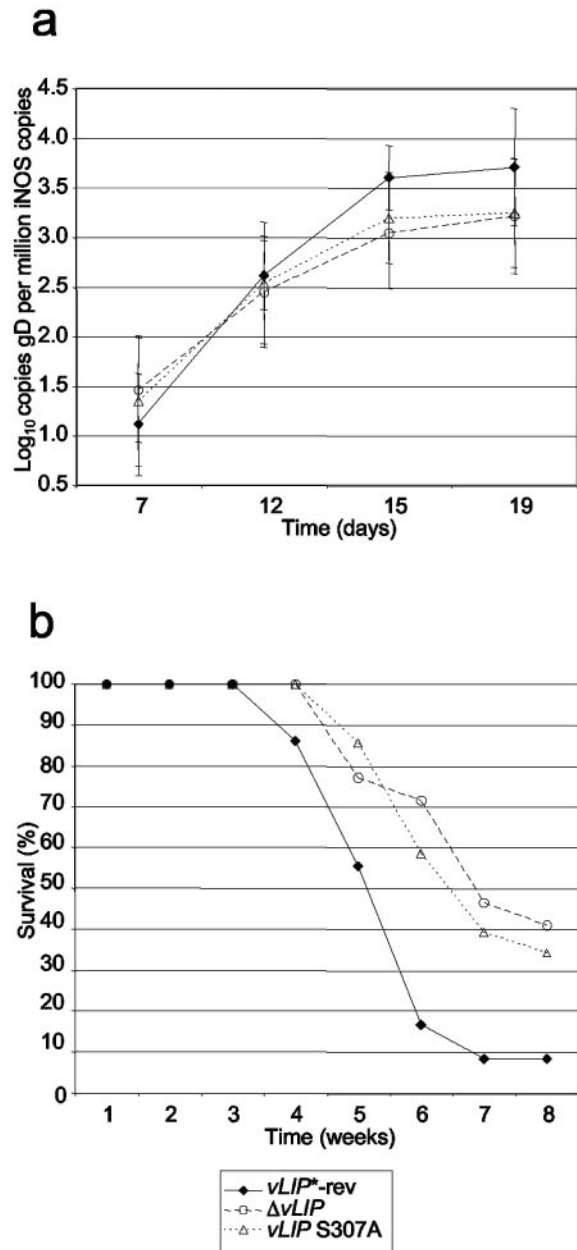 a
Log₁₀ copies gD per million iNOS copies
4.5
4.0
3.5
3.0
2.5
2.0
1.5
1.0
0.5
7 12 15 19
Time (days)
b
Survival (%)
100
90
80
70
60
50
40
30
20
10
0
1 2 3 4 5 6 7 8
Time (weeks)
vLIP*-rev
ΔvLIP
vLIP S307A